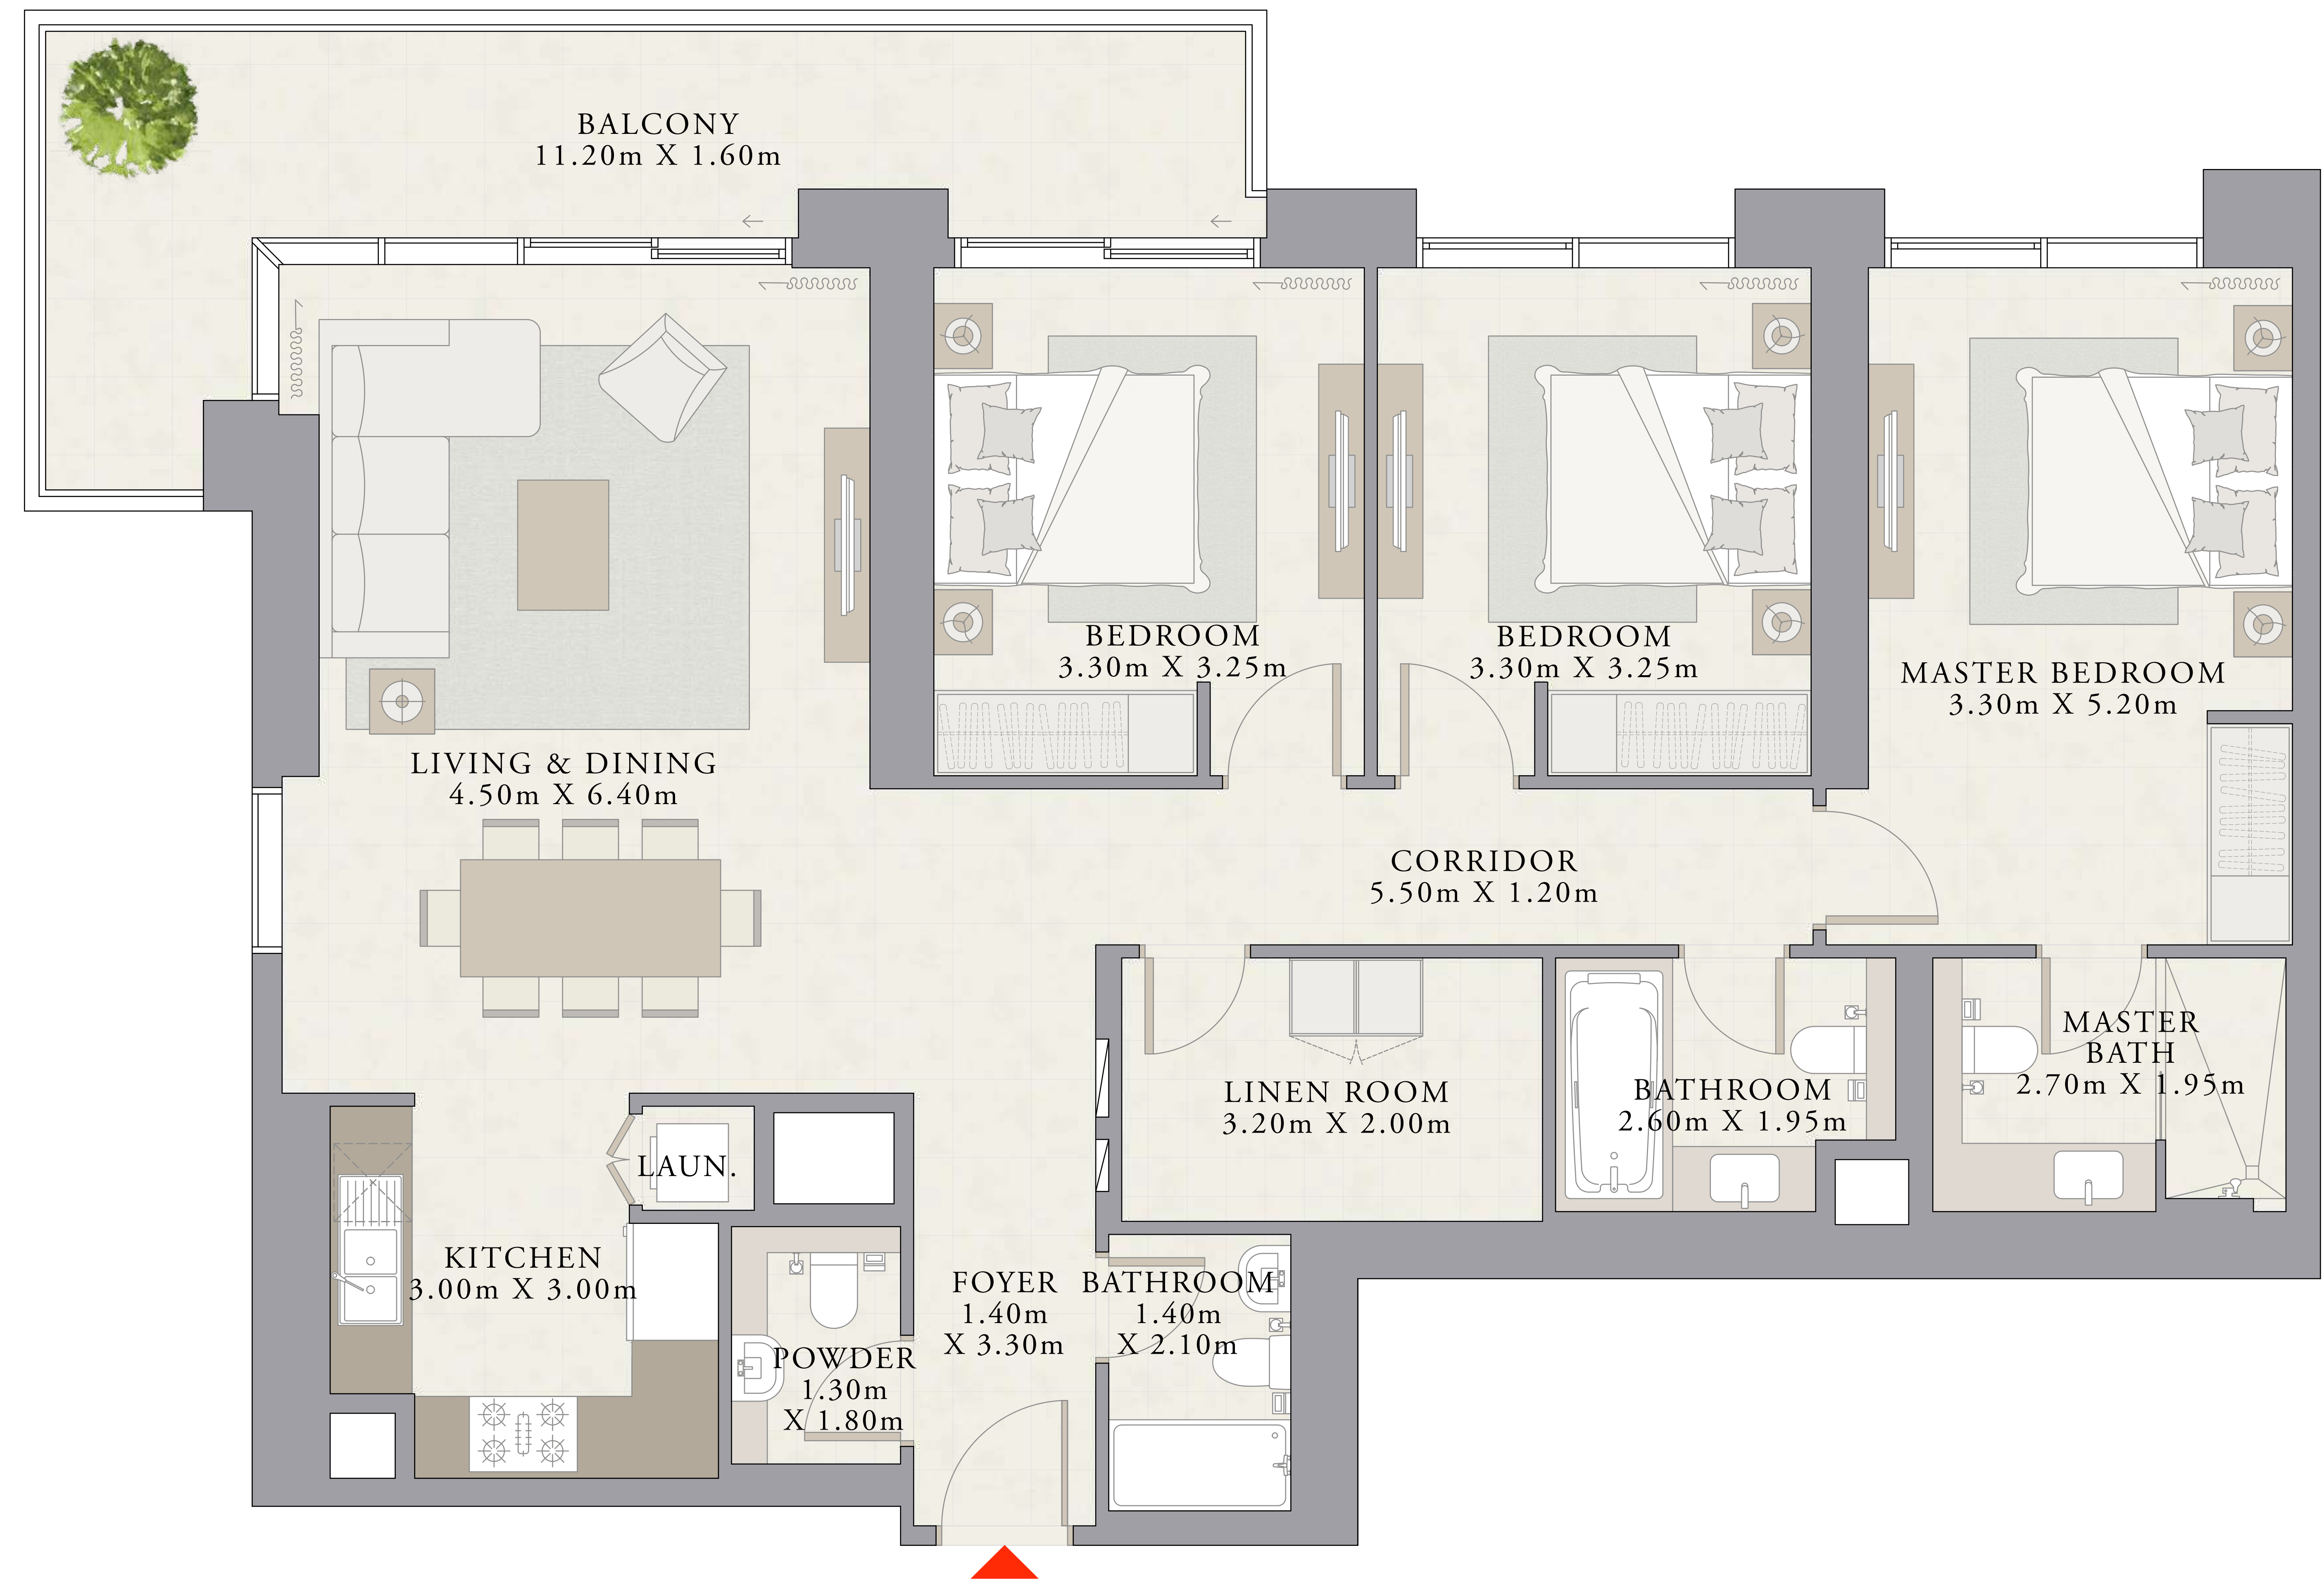 BALCONY
11.20m X 1.60m
BEDROOM
3.30m X 3.25m
BEDROOM
3.30m X 3.25m
MASTER BEDROOM
3.30m X 5.20m
LIVING & DINING
4.50m X 6.40m
CORRIDOR
5.50m X 1.20m
MASTER
BATH
2.70m X 1.95m
LINEN ROOM
3.20m X 2.00m
BATHROOM
2.60m X 1.95m
LAUN.
KITCHEN
3.00m X 3.00m
FOYER
1.40m
X 3.30m
BATHROOM
1.40m
X 2.10m
POWDER
1.30m
X 1.80m